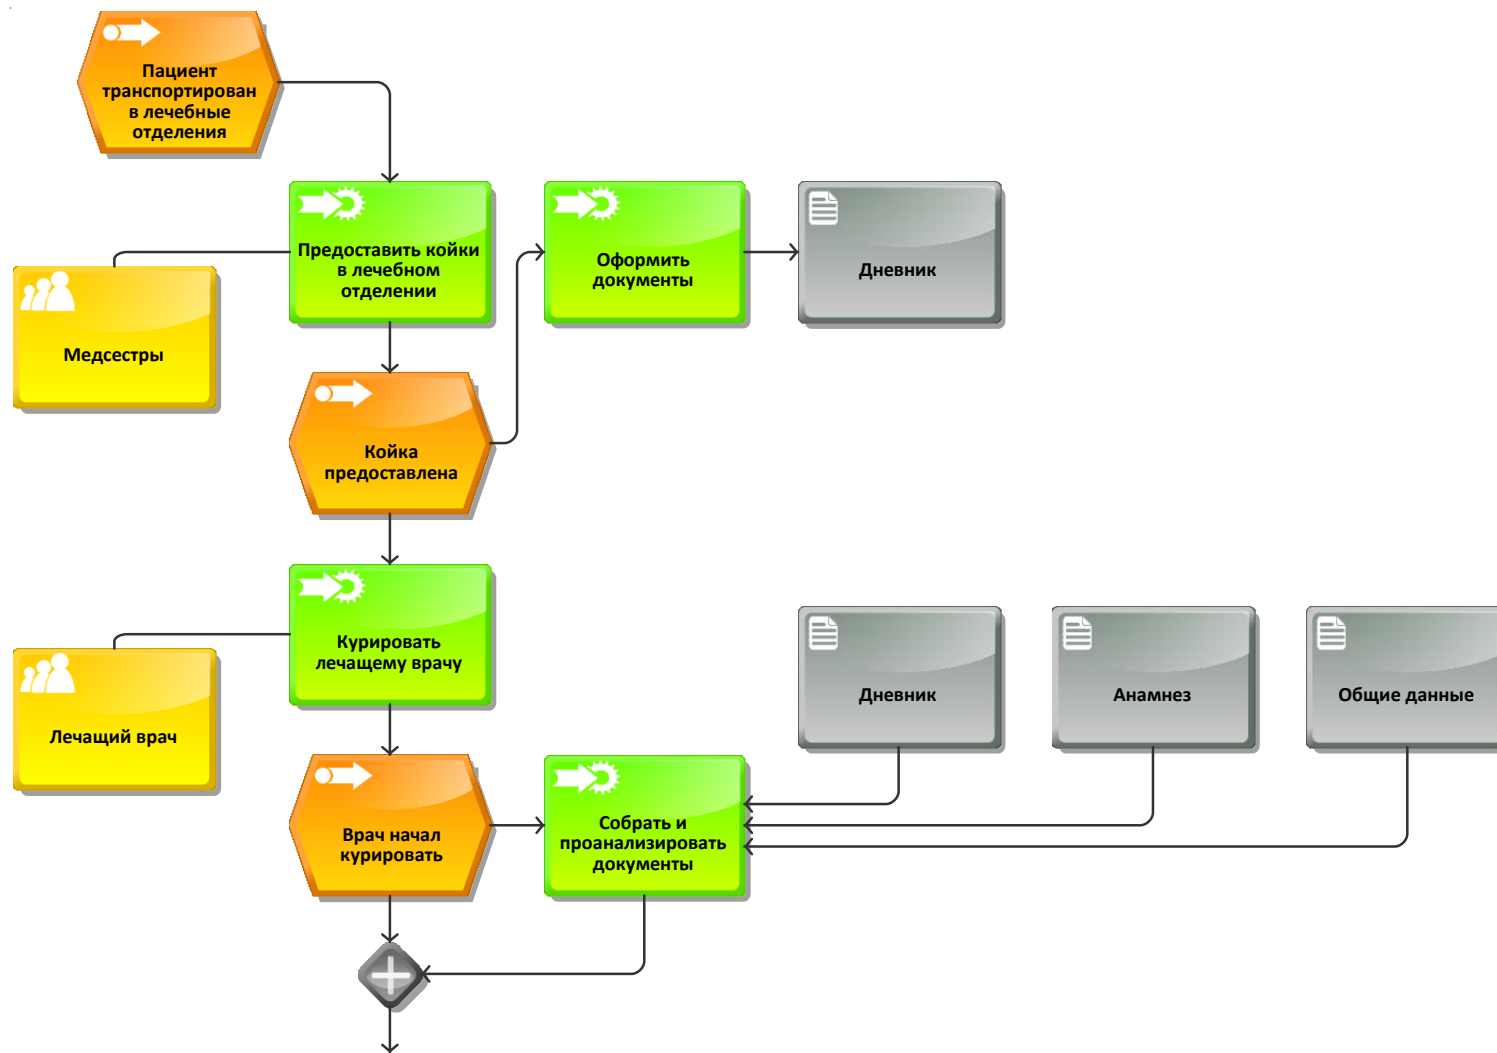 Пациент
транспортирован
в лечебные
отделения
Предоставить койки
в лечебном
отделении
Оформить
документы
Дневник
Медсестры
Койка
предоставлена
Курировать
лечащему врачу
Лечащий врач
Дневник
Анамнез
Общие данные
Врач начал
курировать
Собрать и
проанализировать
документы